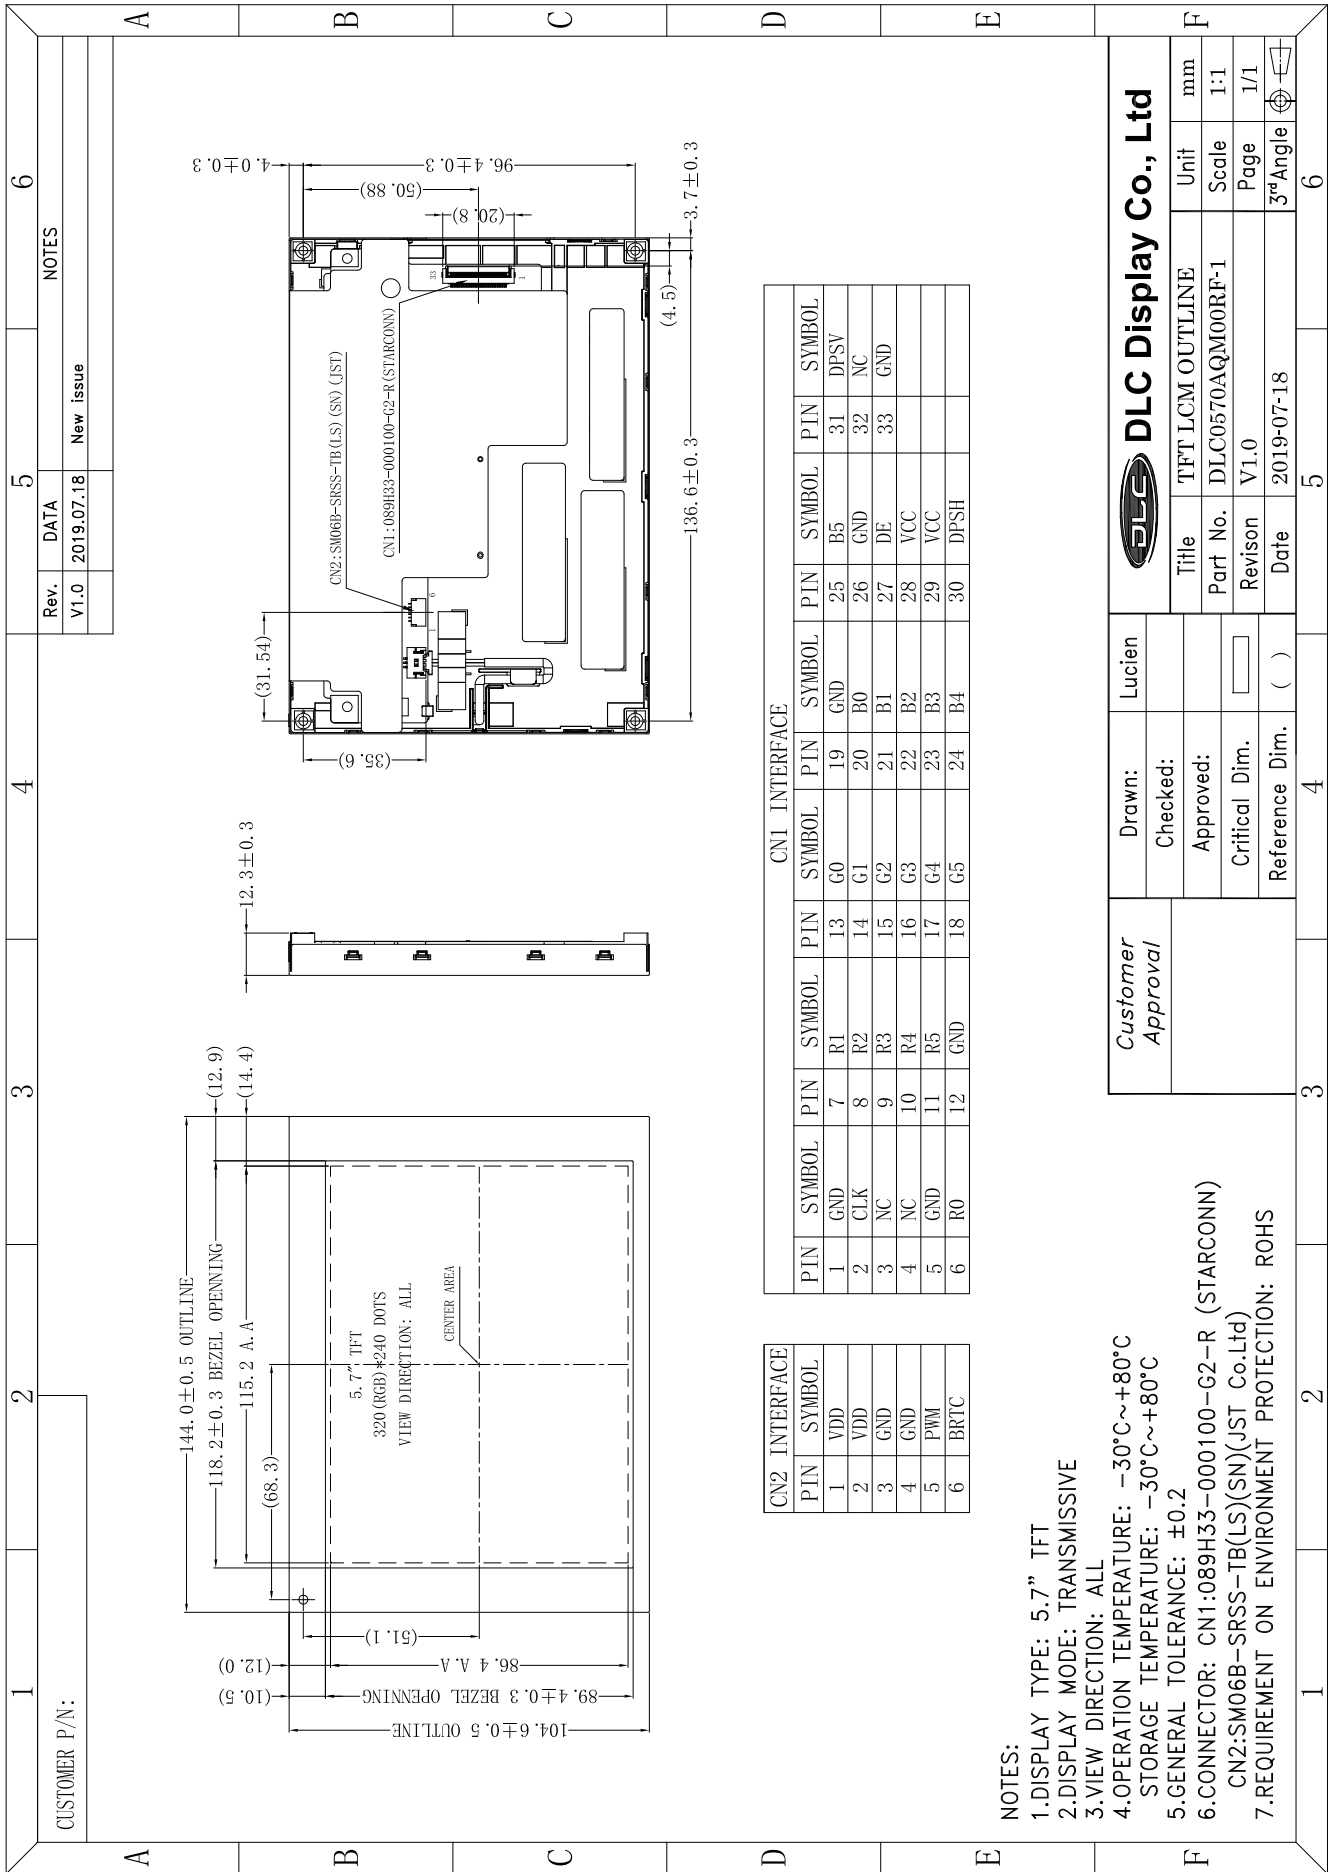 1 2 3 4 5 6
A
B
C
D
E
F
A
B
C
D
E
F
1 2 3 4 5 6
CUSTOMER P/N:
Rev. DATA NOTES
V1.0 2019.07.18 New issue
144.0±0.5 OUTLINE
118.2±0.3 BEZEL OPENNING
(12.9)
115.2 A.A
(14.4)
(68.3)
5.7" TFT
320(RGB)*240 DOTS
VIEW DIRECTION: ALL
CENTER AREA
(51.1)
86.4 A.A
(12.0)
89.4±0.3 BEZEL OPENNING
(10.5)
104.6±0.5 OUTLINE
12.3±0.3
(31.54)
(35.6)
CN2:SM06B-SRSS-TB(LS)(SN)(JST)
CN1:089H33-000100-G2-R(STARCONN)
1
6
33
1
(20.8)
(50.88)
96.4±0.3
4.0±0.3
3.7±0.3
(4.5)
136.6±0.3
CN2 INTERFACE
PIN SYMBOL
1 VDD
2 VDD
3 GND
4 GND
5 PWM
6 BRTC
CN1 INTERFACE
PIN SYMBOL PIN SYMBOL PIN SYMBOL PIN SYMBOL PIN SYMBOL PIN SYMBOL
1 GND 7 R1 13 G0 19 GND 25 B5 31 DPSV
2 CLK 8 R2 14 G1 20 B0 26 GND 32 NC
3 NC 9 R3 15 G2 21 B1 27 DE 33 GND
4 NC 10 R4 16 G3 22 B2 28 VCC
5 GND 11 R5 17 G4 23 B3 29 VCC
6 R0 12 GND 18 G5 24 B4 30 DPSH
NOTES:
1.DISPLAY TYPE: 5.7" TFT
2.DISPLAY MODE: TRANSMISSIVE
3.VIEW DIRECTION: ALL
4.OPERATION TEMPERATURE: -30°C~+80°C
STORAGE TEMPERATURE: -30°C~+80°C
5.GENERAL TOLERANCE: ±0.2
6.CONNECTOR: CN1:089H33-000100-G2-R (STARCONN)
CN2:SM06B-SRSS-TB(LS)(SN)(JST Co.Ltd)
7.REQUIREMENT ON ENVIRONMENT PROTECTION: ROHS
Customer
Approval
Drawn: Lucien
Checked:
Approved:
Critical Dim.
Reference Dim. ( )
DLC DLC Display Co., Ltd
Title TFT LCM OUTLINE Unit mm
Part No. DLC0570AQM00RF-1 Scale 1:1
Revison V1.0 Page 1/1
Date 2019-07-18 3rd Angle